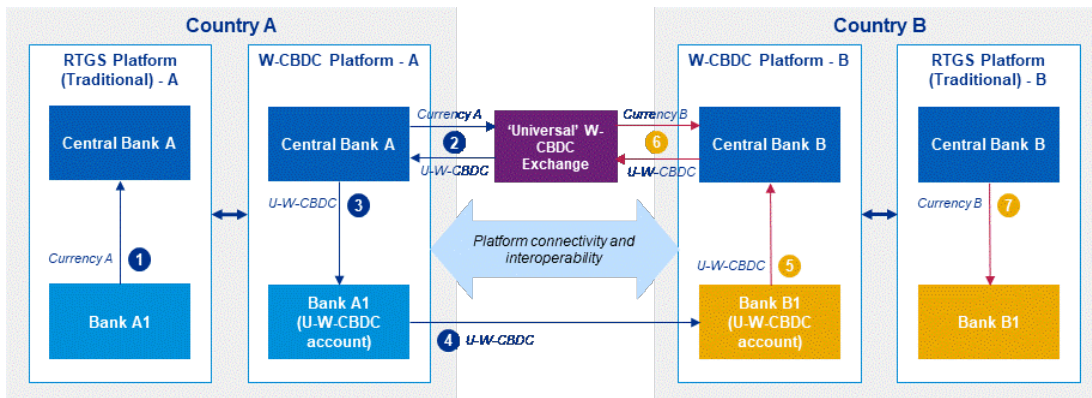 Country A
RTGS Platform
(Traditional) - A
Central Bank A
Currency A
1
Bank A1
W-CBDC Platform - A
Central Bank A
U-W-CBDC
3
Bank A1
(U-W-CBDC
account)
Currency A
2
U-W-CBDC
'Universal' W-
CBDC
Exchange
Currency B
6
U-W-CBDC
Platform connectivity and
interoperability
4
U-W-CBDC
Country B
W-CBDC Platform - B
Central Bank B
U-W-CBDC
5
Bank B1
(U-W-CBDC
account)
RTGS Platform
(Traditional) - B
Central Bank B
Currency B
7
Bank B1